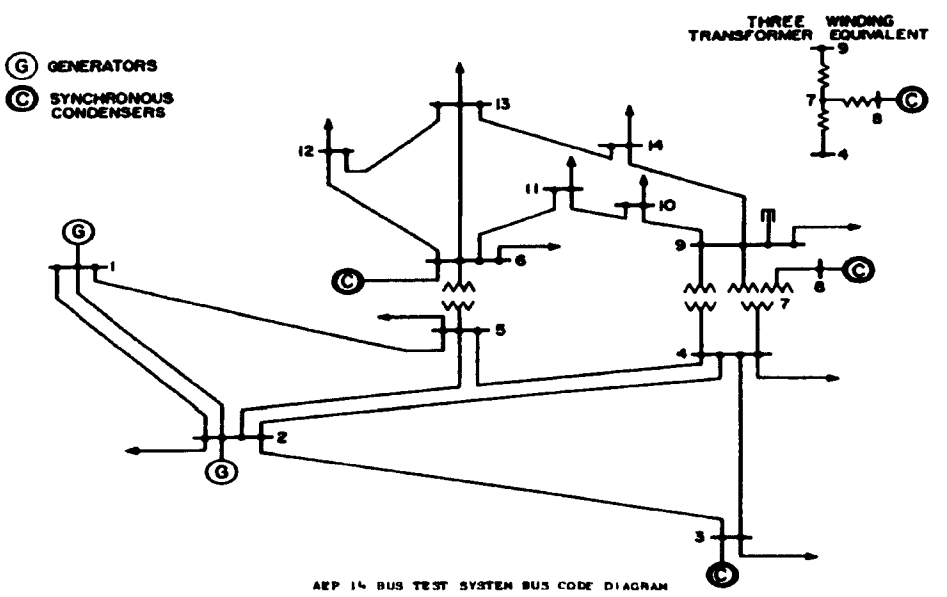 THREE WINDING
TRANSFORMER EQUIVALENT
G GENERATORS
C SYNCHRONOUS
CONDENSERS
9
7
C
8
4
13
12
14
11
10
G
1
6
9
C
C
8
7
5
4
2
G
3
C
AEP 14 BUS TEST SYSTEM BUS CODE DIAGRAM